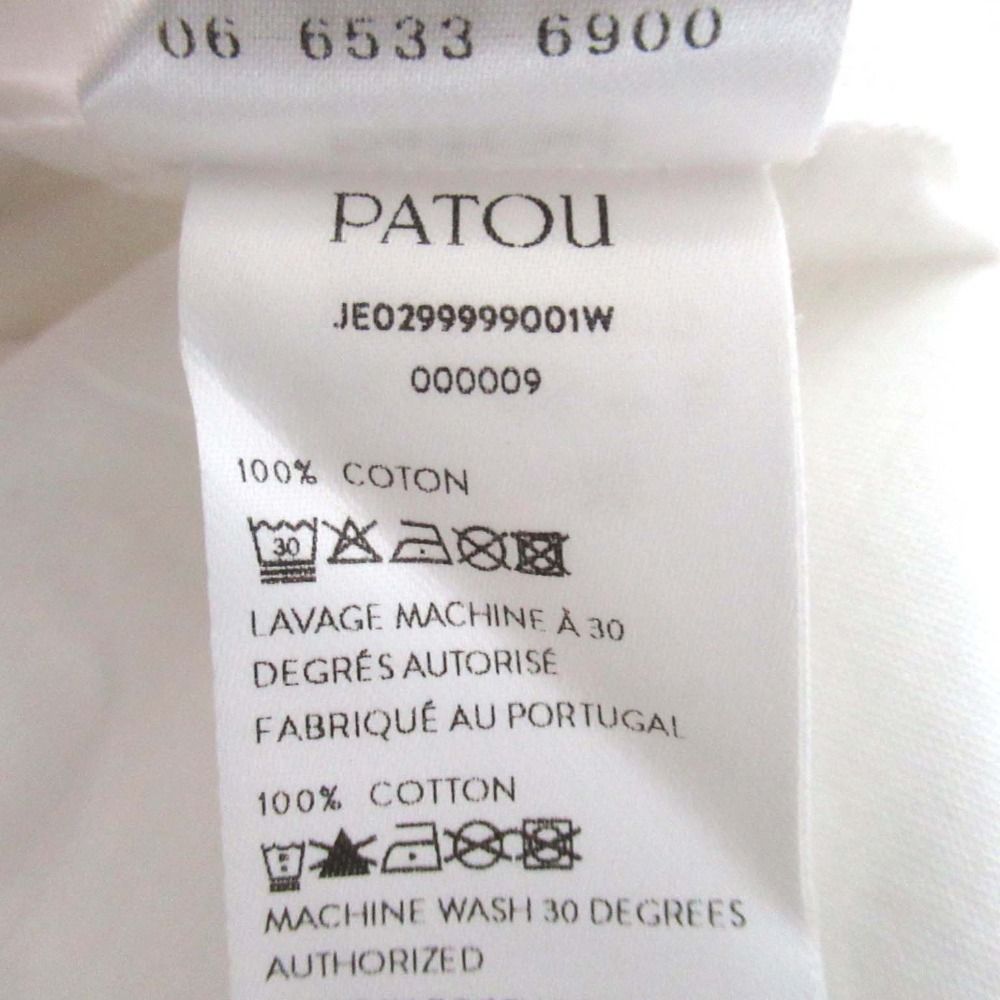 06 6533 6900
PATOU
JE0299999001W
000009
100% COTON
30
LAVAGE MACHINE À 30
DEGRÉS AUTORISÉ
FABRIQUÉ AU PORTUGAL
100% COTTON
MACHINE WASH 30 DEGREES
AUTHORIZED